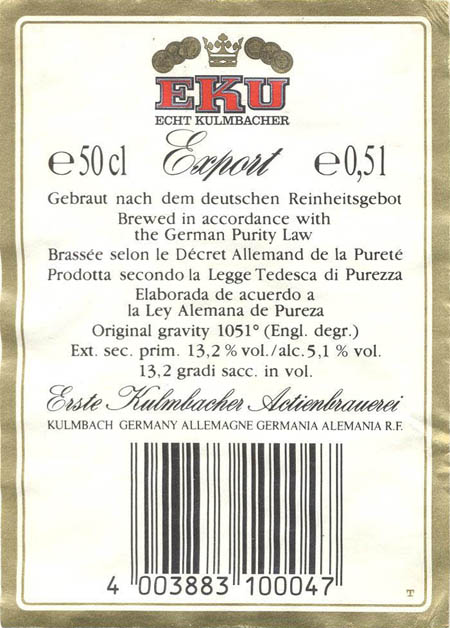 EKU
ECHT KULMBACHER
℮50 cl Export ℮0,5 l
Gebraut nach dem deutschen Reinheitsgebot
Brewed in accordance with
the German Purity Law
Brassée selon le Décret Allemand de la Pureté
Prodotta secondo la Legge Tedesca di Purezza
Elaborada de acuerdo a
la Ley Alemana de Pureza
Original gravity 1051° (Engl. degr.)
Ext. sec. prim. 13,2 % vol./alc. 5,1 % vol.
13,2 gradi sacc. in vol.
Erste Kulmbacher Actienbrauerei
KULMBACH GERMANY ALLEMAGNE GERMANIA ALEMANIA R.F.
4 003883 100047
T